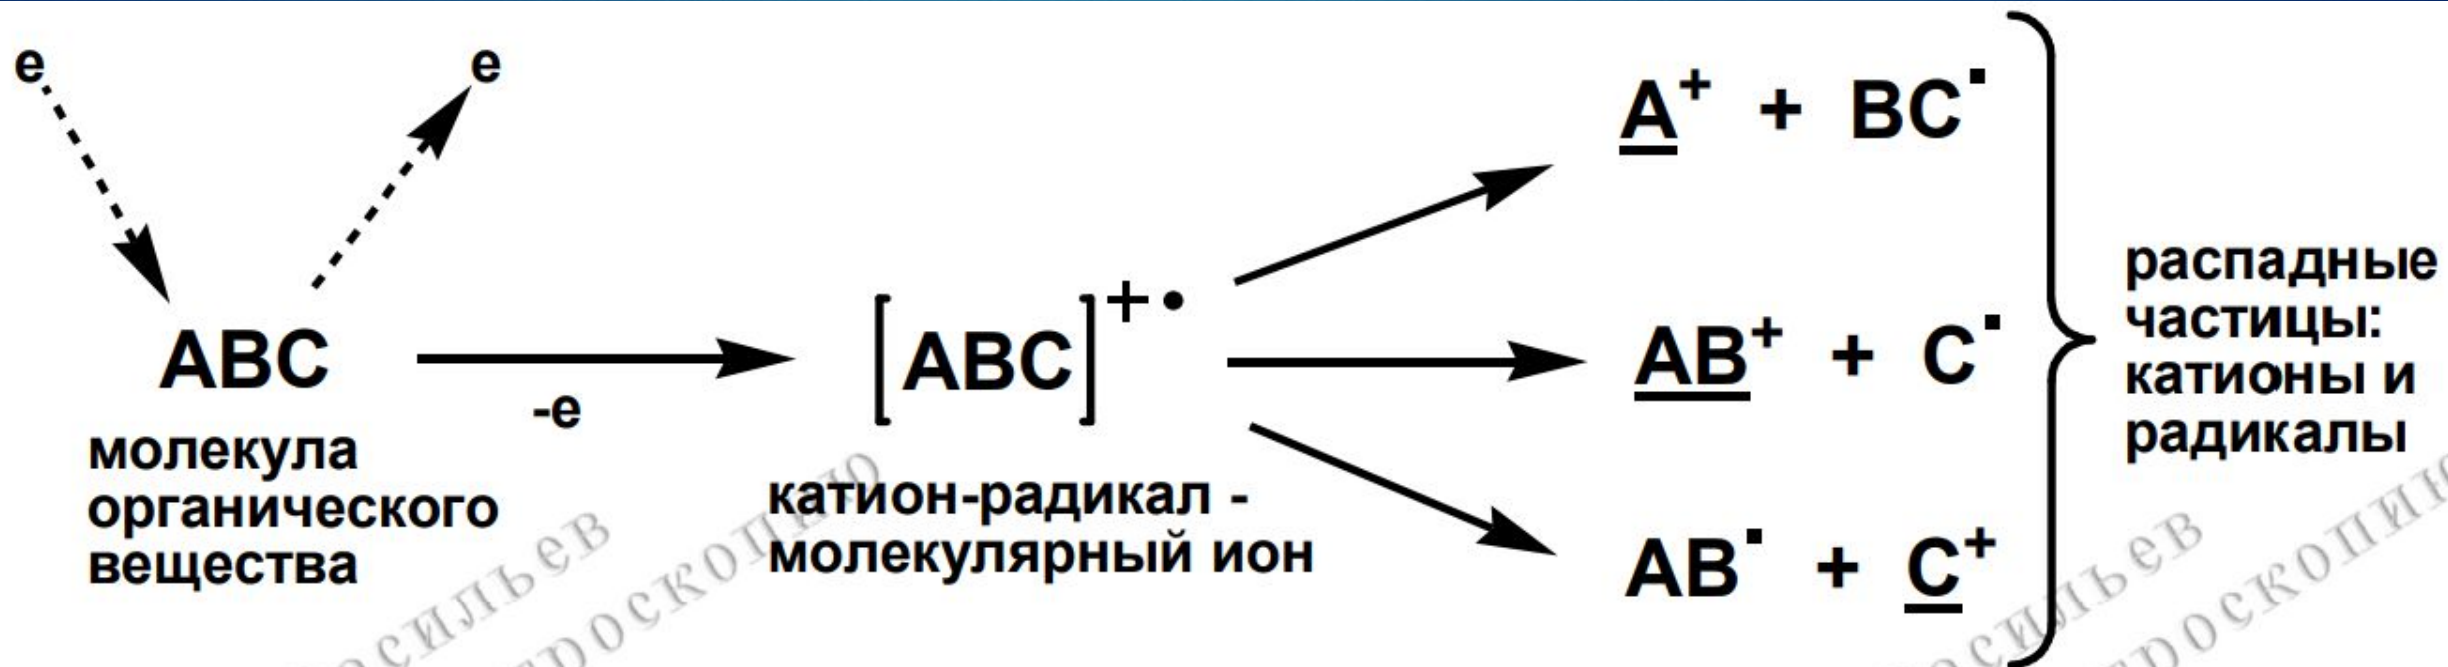 e
e
A⁺ + BC˙
ABC
-e
[ABC]⁺•
AB⁺ + C˙
AB˙ + C⁺
молекула
органического
вещества
катион-радикал -
молекулярный ион
распадные
частицы:
катионы и
радикалы